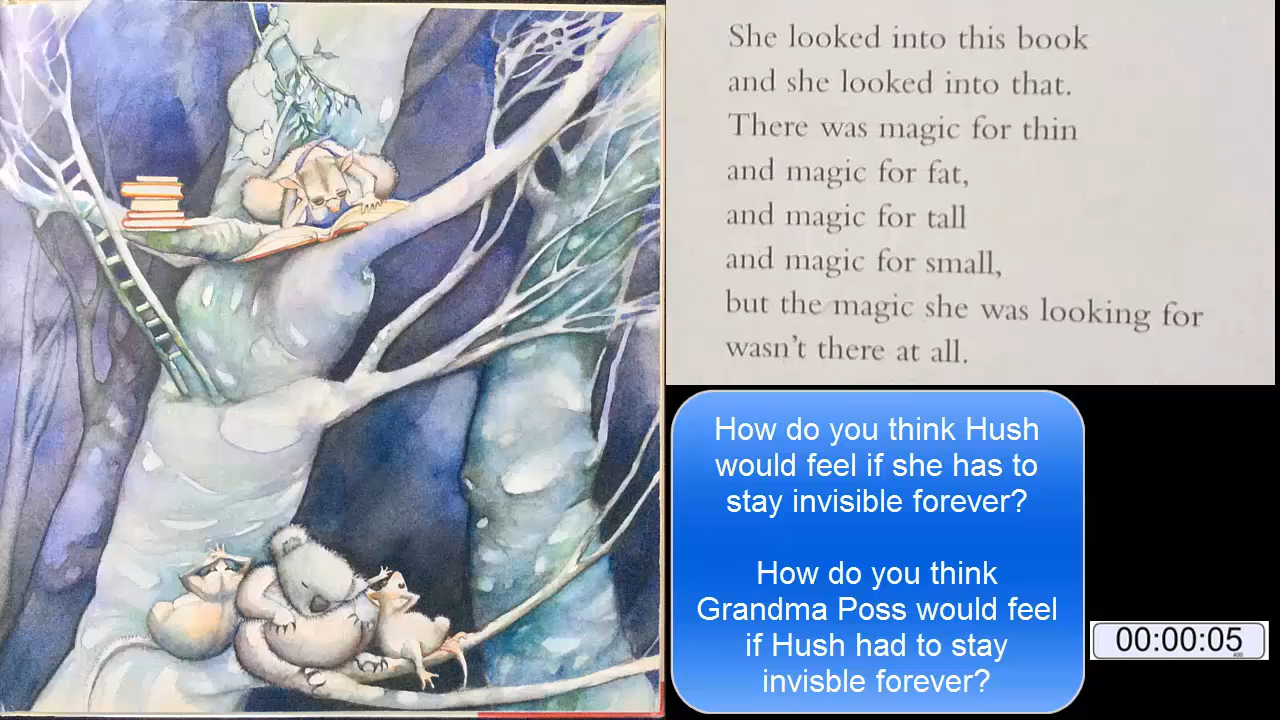 She looked into this book
and she looked into that.
There was magic for thin
and magic for fat,
and magic for tall
and magic for small,
but the magic she was looking for
wasn't there at all.
How do you think Hush
would feel if she has to
stay invisible forever?
How do you think
Grandma Poss would feel
if Hush had to stay
invisble forever?
00:00:05